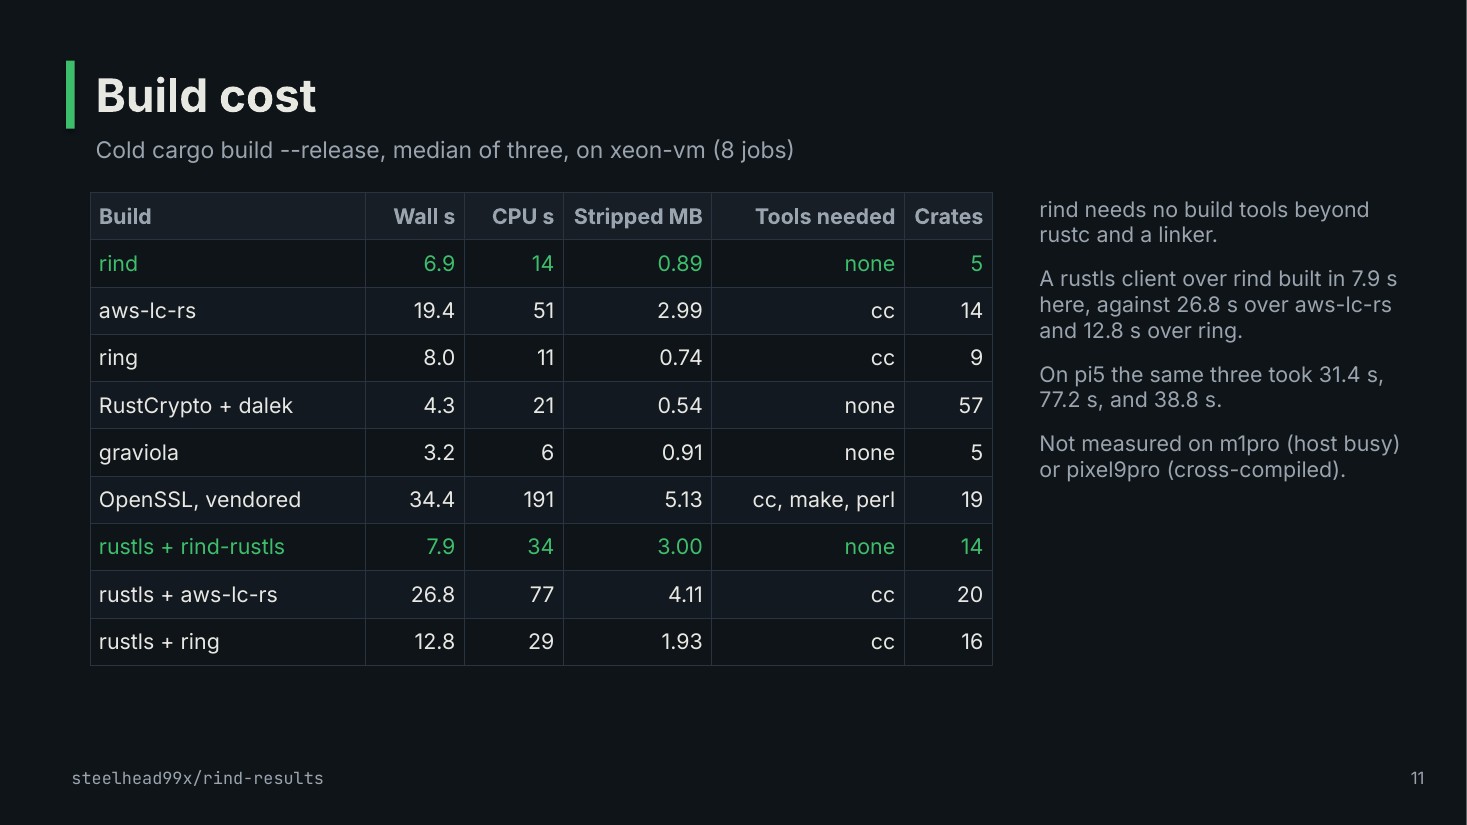 Build cost
Cold cargo build --release, median of three, on xeon-vm (8 jobs)
Build Wall s CPU s Stripped MB Tools needed Crates
rind 6.9 14 0.89 none 5
aws-lc-rs 19.4 51 2.99 cc 14
ring 8.0 11 0.74 cc 9
RustCrypto + dalek 4.3 21 0.54 none 57
graviola 3.2 6 0.91 none 5
OpenSSL, vendored 34.4 191 5.13 cc, make, perl 19
rustls + rind-rustls 7.9 34 3.00 none 14
rustls + aws-lc-rs 26.8 77 4.11 cc 20
rustls + ring 12.8 29 1.93 cc 16
rind needs no build tools beyond
rustc and a linker.
A rustls client over rind built in 7.9 s
here, against 26.8 s over aws-lc-rs
and 12.8 s over ring.
On pi5 the same three took 31.4 s,
77.2 s, and 38.8 s.
Not measured on m1pro (host busy)
or pixel9pro (cross-compiled).
steelhead99x/rind-results
11